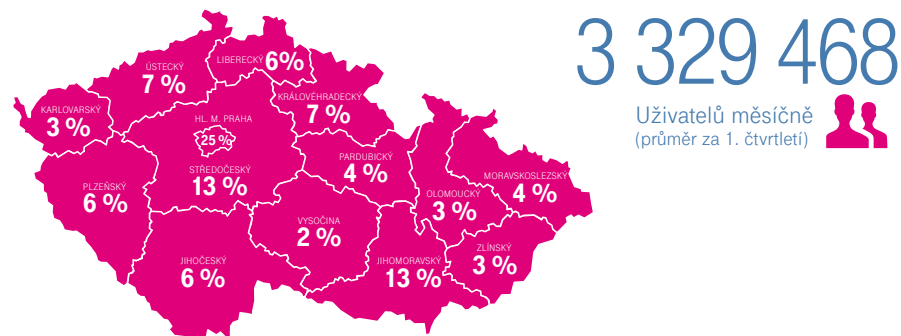 3 329 468
Uživatelů měsíčně
(průměr za 1. čtvrtletí)
LIBERECKÝ 6%
ÚSTECKÝ
7 %
KRÁLOVÉHRADECKÝ
7 %
KARLOVARSKÝ
3 %
HL. M. PRAHA
25 %
STŘEDOČESKÝ
13 %
PARDUBICKÝ
4 %
MORAVSKOSLEZSKÝ
4 %
PLZEŇSKÝ
6 %
OLOMOUCKÝ
3 %
VYSOČINA
2 %
ZLÍNSKÝ
3 %
JIHOČESKÝ
6 %
JIHOMORAVSKÝ
13 %